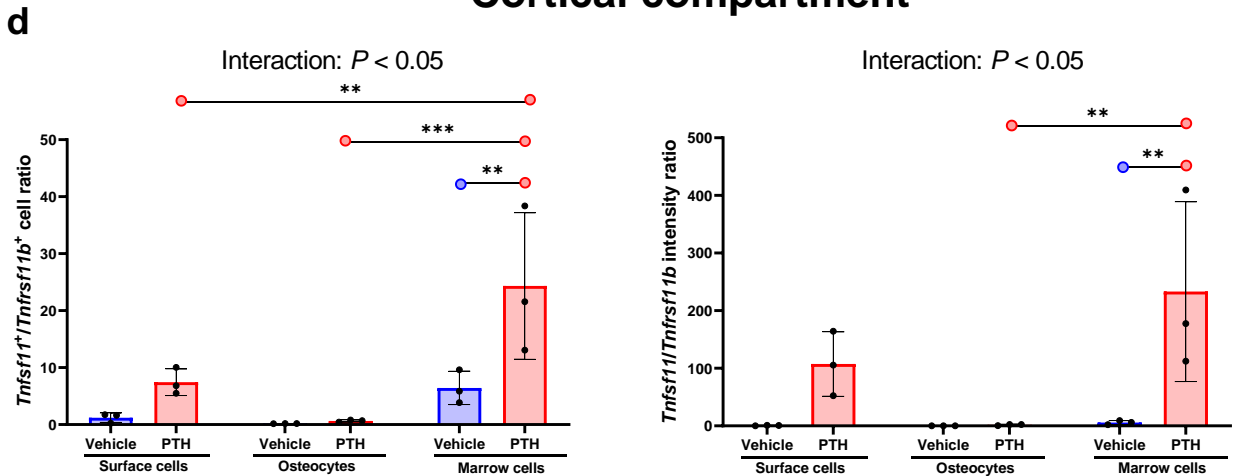 Cortical compartment
d
Interaction: P < 0.05
**
***
**
Tnfsf11⁺/Tnfrsf11b⁺ cell ratio
50
40
30
20
10
0
Vehicle PTH Vehicle PTH Vehicle PTH
Surface cells Osteocytes Marrow cells
Interaction: P < 0.05
**
**
Tnfsf11/Tnfrsf11b intensity ratio
500
400
300
200
100
0
Vehicle PTH Vehicle PTH Vehicle PTH
Surface cells Osteocytes Marrow cells